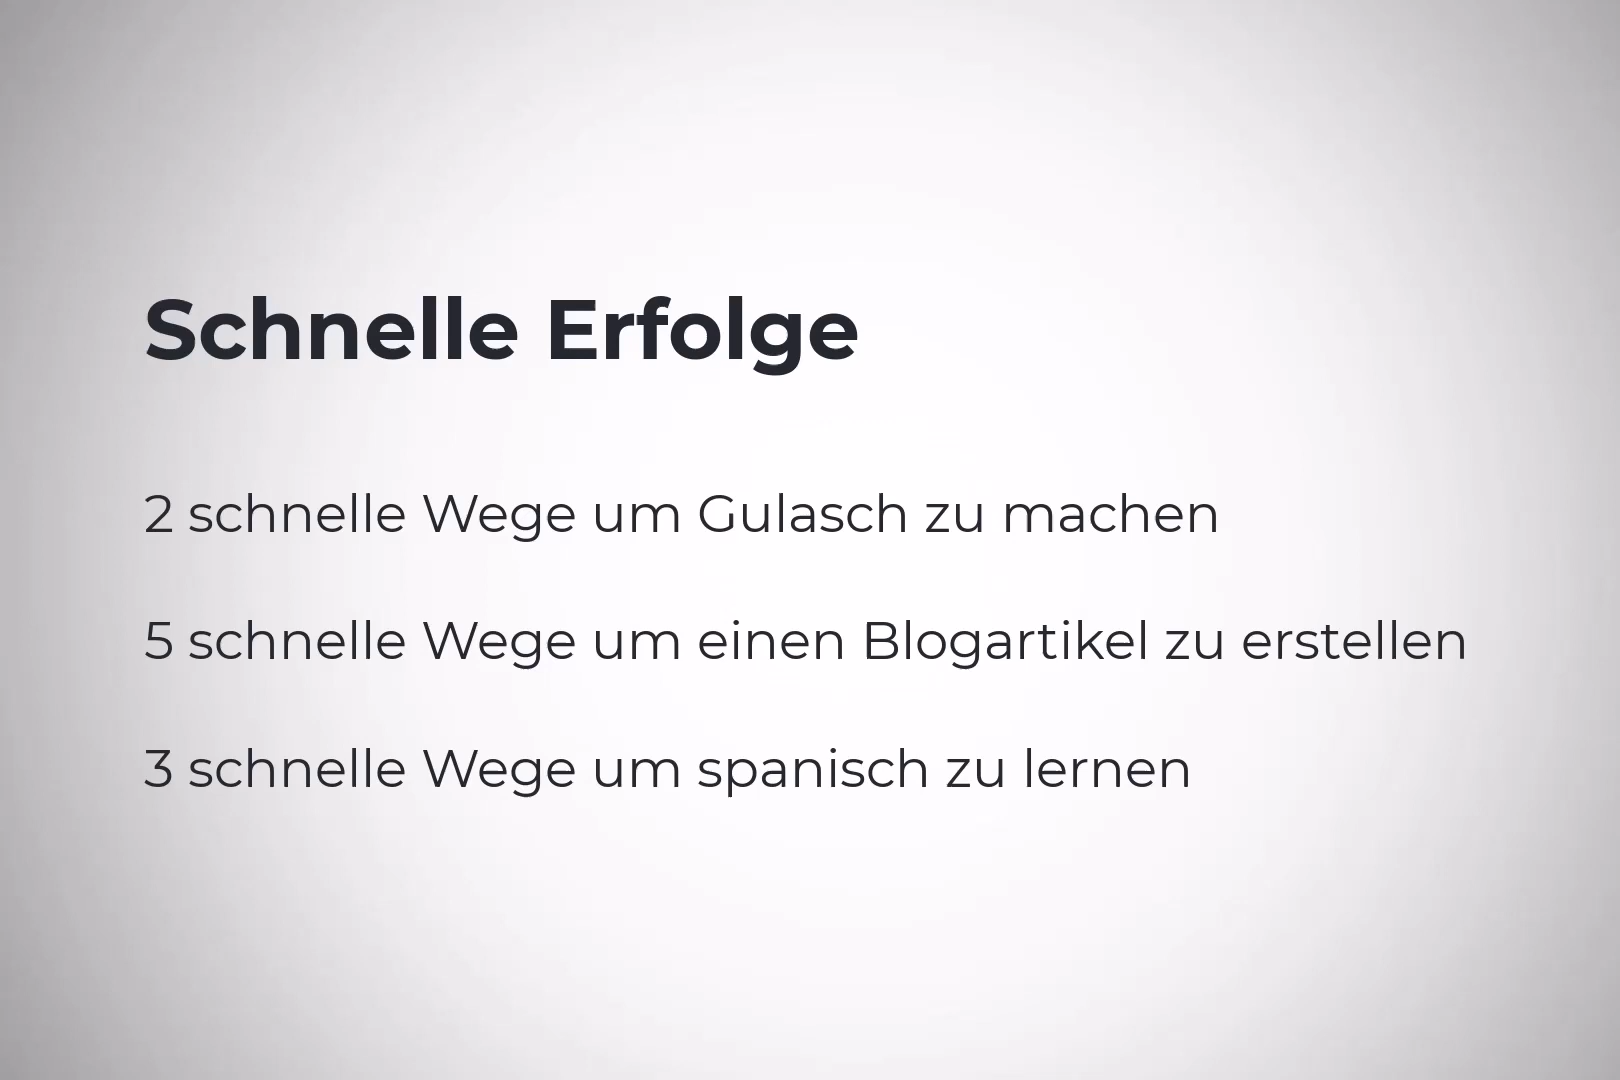 Schnelle Erfolge
2 schnelle Wege um Gulasch zu machen
5 schnelle Wege um einen Blogartikel zu erstellen
3 schnelle Wege um spanisch zu lernen